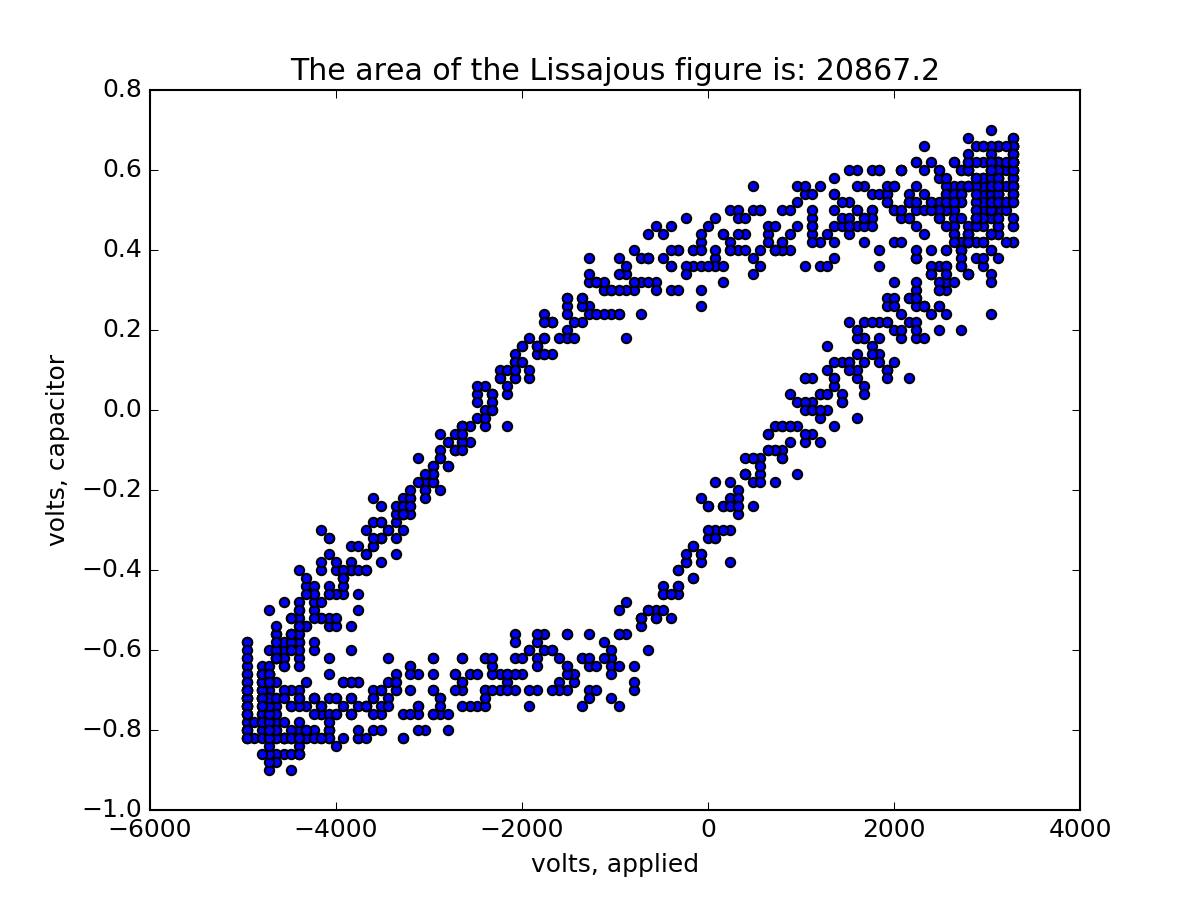 The area of the Lissajous figure is: 20867.2
0.8
0.6
0.4
0.2
0.0
−0.2
−0.4
−0.6
−0.8
−1.0
volts, capacitor
−6000 −4000 −2000 0 2000 4000
volts, applied